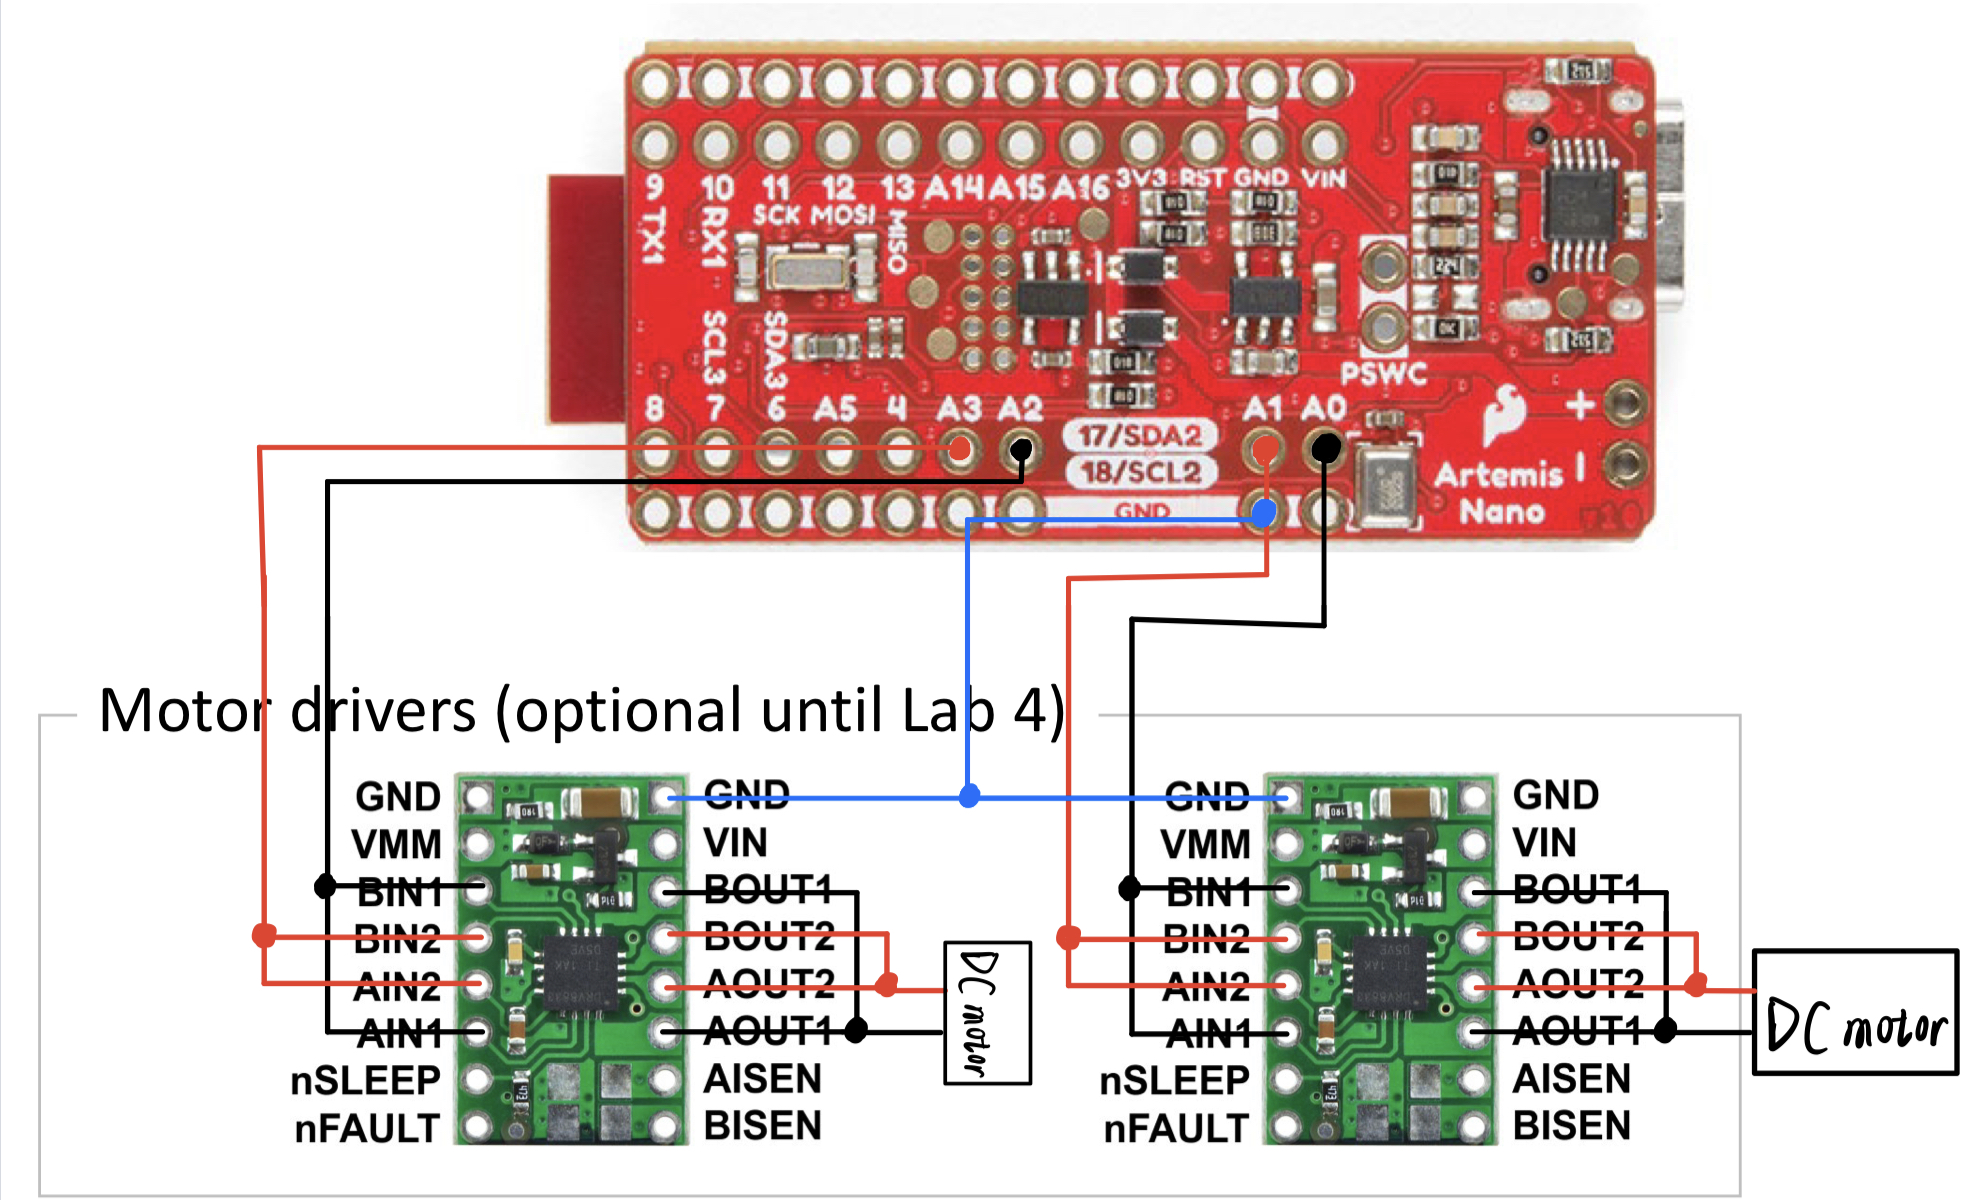 9 10 11 12 13 A14 A15 A16 3V3 RST GND VIN
TX1 RX1 SCK MOSI MISO
SCL3 SDA3
PSWC
8 7 6 A5 4 A3 A2 A1 A0
17/SDA2
18/SCL2
GND
Artemis
Nano
+
-
v10
Motor drivers (optional until Lab 4)
GND GND
VMM VIN
BIN1 BOUT1
BIN2 BOUT2
AIN2 AOUT2
AIN1 AOUT1
nSLEEP AISEN
nFAULT BISEN
DC motor
GND GND
VMM VIN
BIN1 BOUT1
BIN2 BOUT2
AIN2 AOUT2
AIN1 AOUT1
nSLEEP AISEN
nFAULT BISEN
DC motor